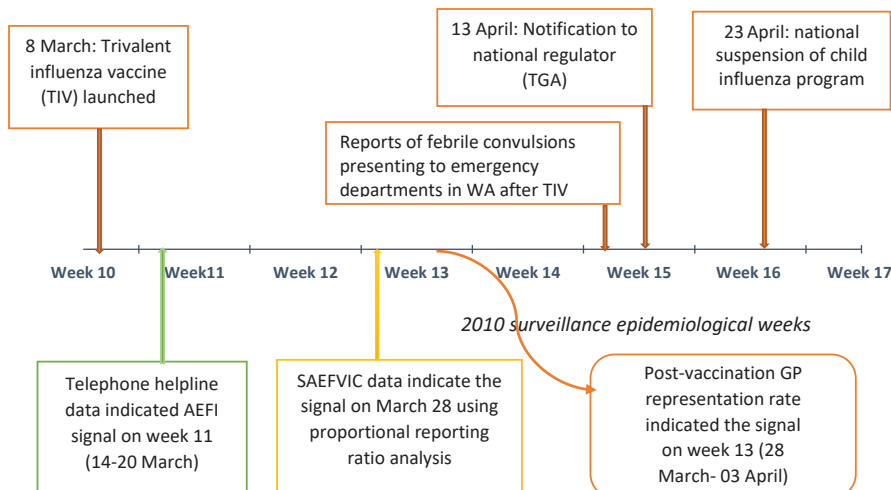 8 March: Trivalent
influenza vaccine
(TIV) launched
13 April: Notification to
national regulator
(TGA)
23 April: national
suspension of child
influenza program
Reports of febrile convulsions
presenting to emergency
departments in WA after TIV
Week 10
Week11
Week 12
Week 13
Week 14
Week 15
Week 16
Week 17
2010 surveillance epidemiological weeks
Telephone helpline
data indicated AEFI
signal on week 11
(14-20 March)
SAEFVIC data indicate the
signal on March 28 using
proportional reporting
ratio analysis
Post-vaccination GP
representation rate
indicated the signal
on week 13 (28
March- 03 April)